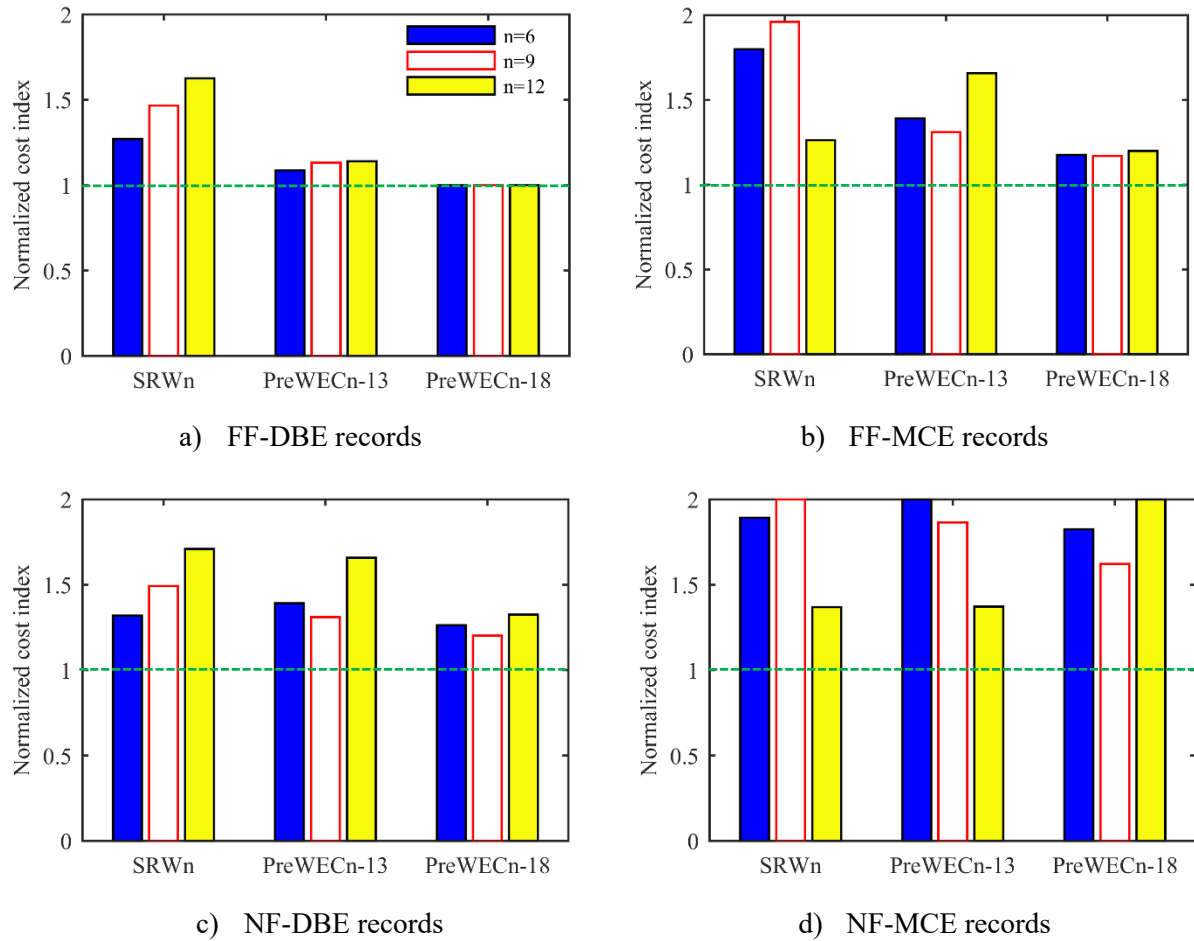 2
1.5
1
0.5
0
Normalized cost index
n=6
n=9
n=12
SRWn PreWECn-13 PreWECn-18
a) FF-DBE records
2
1.5
1
0.5
0
Normalized cost index
SRWn PreWECn-13 PreWECn-18
b) FF-MCE records
2
1.5
1
0.5
0
Normalized cost index
SRWn PreWECn-13 PreWECn-18
c) NF-DBE records
2
1.5
1
0.5
0
Normalized cost index
SRWn PreWECn-13 PreWECn-18
d) NF-MCE records